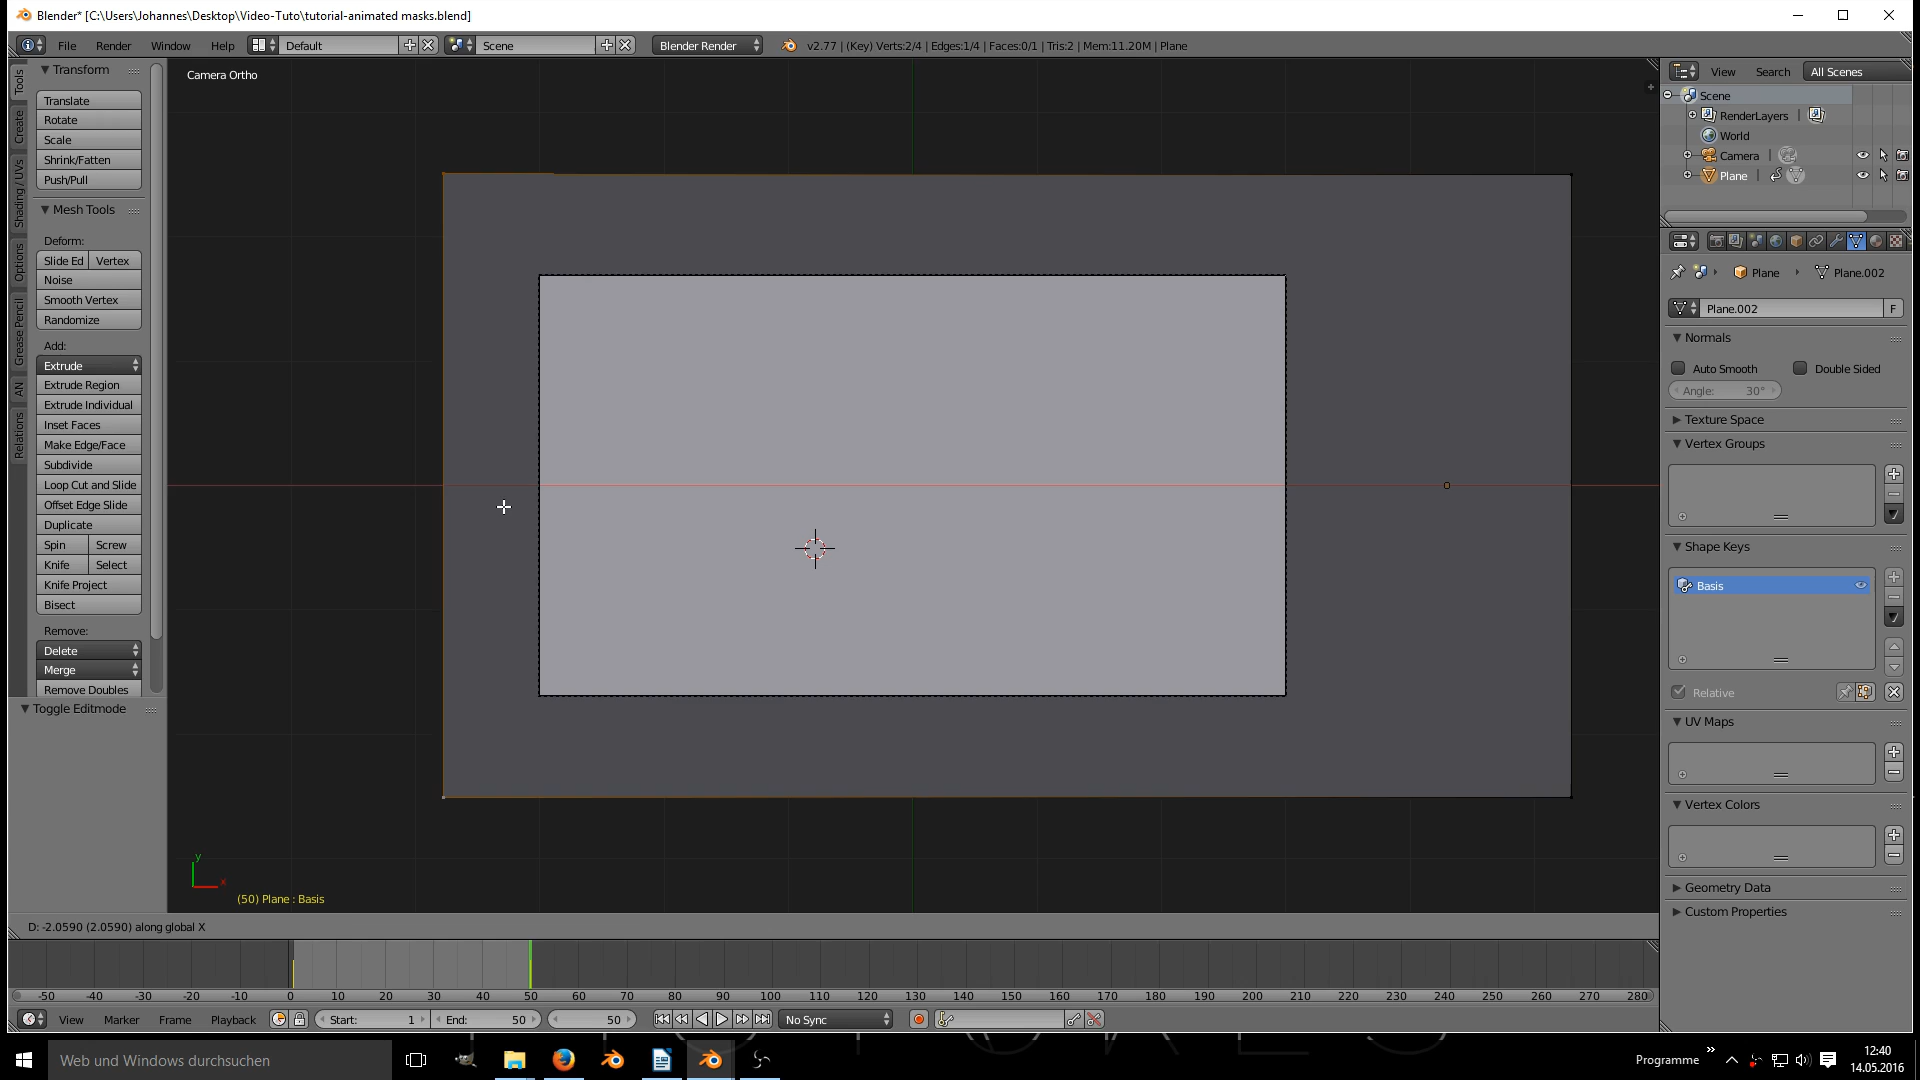 Blender* [C:\Users\Johannes\Desktop\Video-Tuto\tutorial-animated masks.blend]
File Render Window Help Default Scene Blender Render v2.77 | (Key) Verts:2/4 | Edges:1/4 | Faces:0/1 | Tris:2 | Mem:11.20M | Plane
Tools
Create
Shading / UVs
Options
Grease Pencil
AN
Relations
Transform
Translate
Rotate
Scale
Shrink/Fatten
Push/Pull
Mesh Tools
Deform:
Slide Ed Vertex
Noise
Smooth Vertex
Randomize
Add:
Extrude
Extrude Region
Extrude Individual
Inset Faces
Make Edge/Face
Subdivide
Loop Cut and Slide
Offset Edge Slide
Duplicate
Spin Screw
Knife Select
Knife Project
Bisect
Remove:
Delete
Merge
Remove Doubles
Toggle Editmode
Camera Ortho
y
x
(50) Plane : Basis
D: -2.0590 (2.0590) along global X
View Search All Scenes
Scene
RenderLayers
World
Camera
Plane
Plane Plane.002
Plane.002 F
Normals
Auto Smooth Double Sided
Angle: 30°
Texture Space
Vertex Groups
Shape Keys
Basis
Relative
UV Maps
Vertex Colors
Geometry Data
Custom Properties
-50 -40 -30 -20 -10 0 10 20 30 40 50 60 70 80 90 100 110 120 130 140 150 160 170 180 190 200 210 220 230 240 250 260 270 280
View Marker Frame Playback Start: 1 End: 50 50 No Sync
Web und Windows durchsuchen
Programme
12:40
14.05.2016